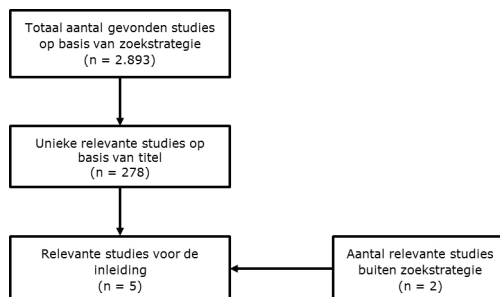 Totaal aantal gevonden studies
op basis van zoekstrategie
(n = 2.893)
Unieke relevante studies op
basis van titel
(n = 278)
Relevante studies voor de
inleiding
(n = 5)
Aantal relevante studies
buiten zoekstrategie
(n = 2)